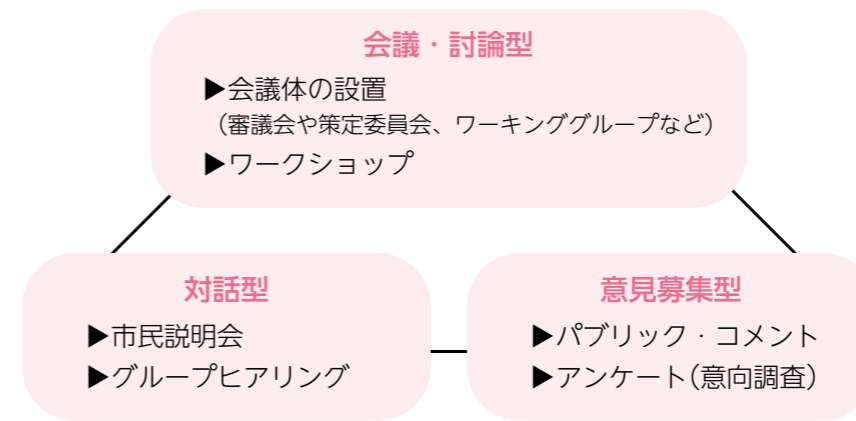 会議・討論型
▶会議体の設置
（審議会や策定委員会、ワーキンググループなど）
▶ワークショップ
対話型
▶市民説明会
▶グループヒアリング
意見募集型
▶パブリック・コメント
▶アンケート（意向調査）